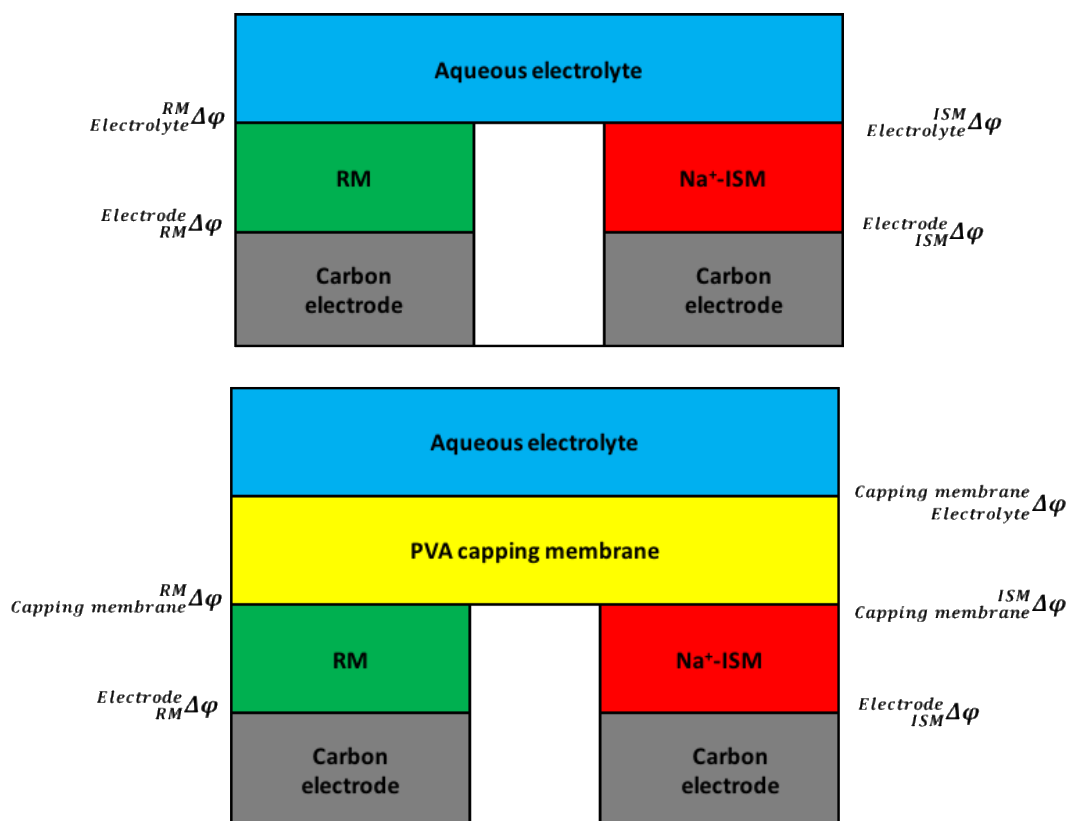 Aqueous electrolyte
RM
Electrolyte Δφ
ISM
Electrolyte Δφ
RM
Na⁺-ISM
Electrode
RM Δφ
Electrode
ISM Δφ
Carbon
electrode
Carbon
electrode
Aqueous electrolyte
Capping membrane
Electrolyte Δφ
PVA capping membrane
RM
Capping membrane Δφ
ISM
Capping membrane Δφ
RM
Na⁺-ISM
Electrode
RM Δφ
Electrode
ISM Δφ
Carbon
electrode
Carbon
electrode